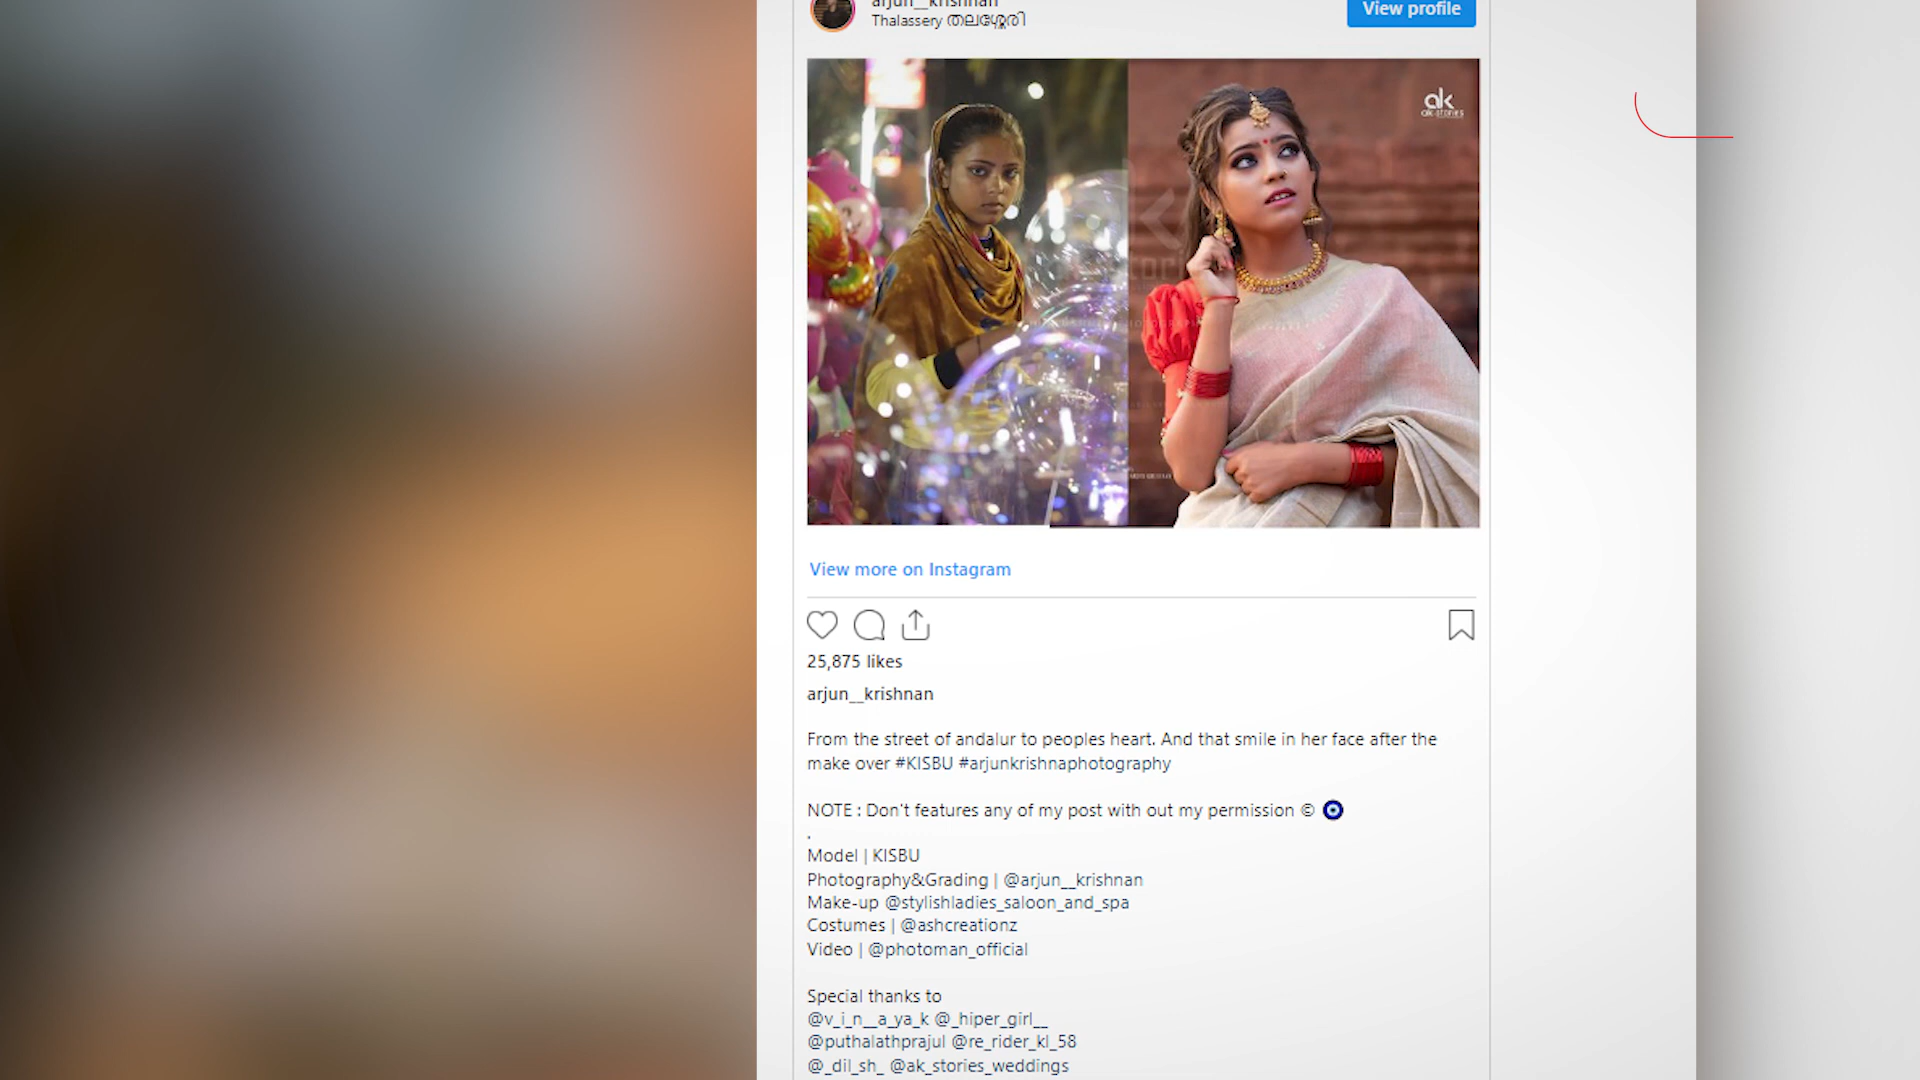 arjun__krishnan
Thalassery തലശ്ശേരി
View profile
ak
ak-stories
View more on Instagram
25,875 likes
arjun__krishnan
From the street of andalur to peoples heart. And that smile in her face after the
make over #KISBU #arjunkrishnaphotography
NOTE : Don't features any of my post with out my permission ©
.
Model | KISBU
Photography&Grading | @arjun__krishnan
Make-up @stylishladies_saloon_and_spa
Costumes | @ashcreationz
Video | @photoman_official
Special thanks to
@v_i_n__a_ya_k @_hiper_girl__
@puthalathprajul @re_rider_kl_58
@_dil_sh_ @ak_stories_weddings